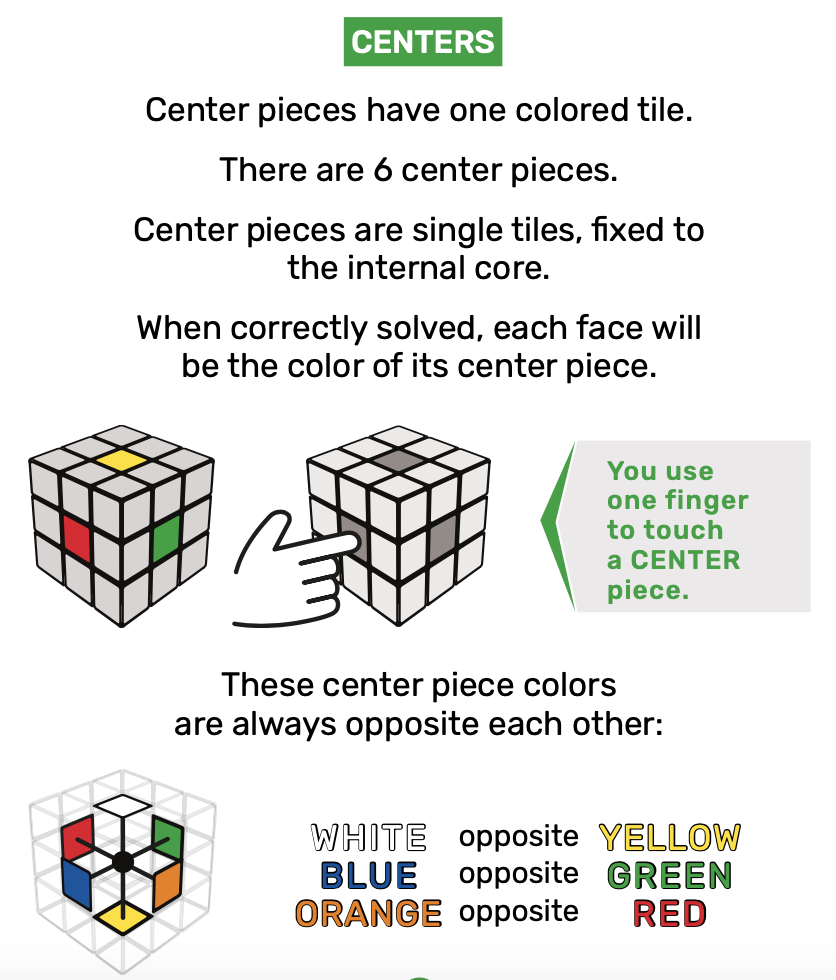 CENTERS
Center pieces have one colored tile.
There are 6 center pieces.
Center pieces are single tiles, fixed to
the internal core.
When correctly solved, each face will
be the color of its center piece.
You use
one finger
to touch
a CENTER
piece.
These center piece colors
are always opposite each other:
WHITE opposite YELLOW
BLUE opposite GREEN
ORANGE opposite RED